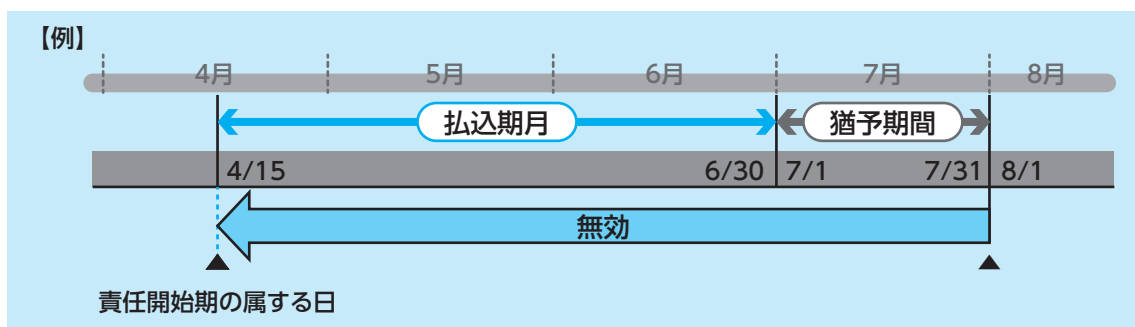 【例】
4月 5月 6月 7月 8月
払込期月 猶予期間
4/15 6/30 7/1 7/31 8/1
無効
責任開始期の属する日